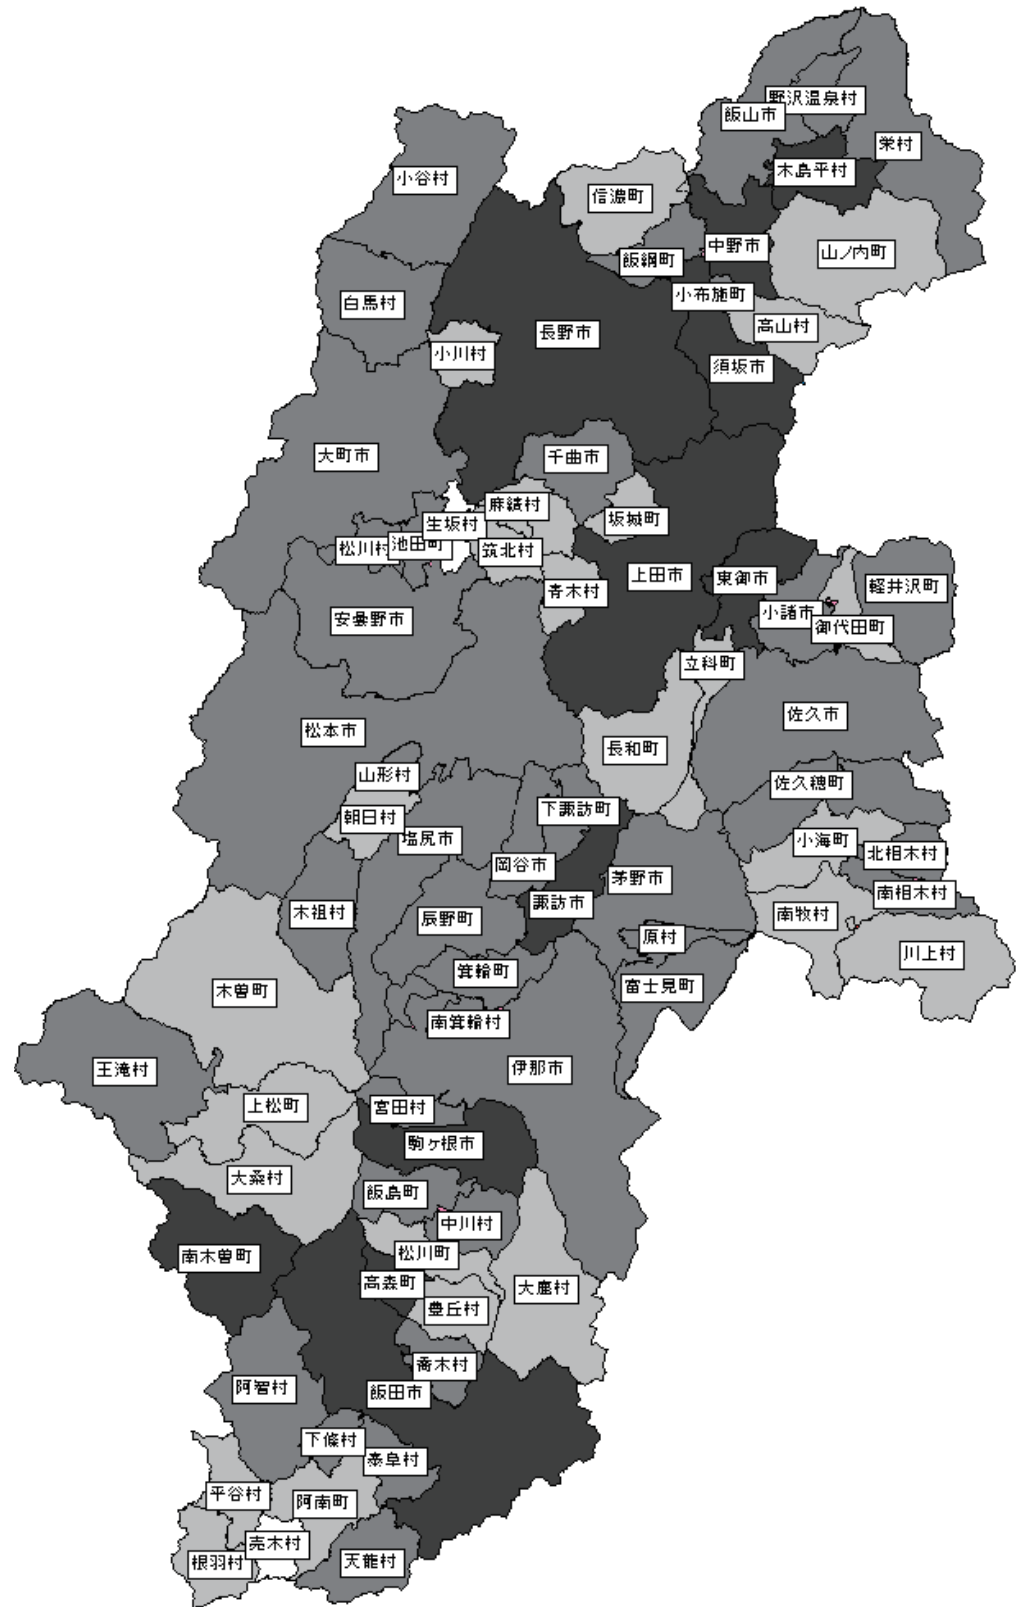 野沢温泉村
飯山市
栄村
木島平村
小谷村
信濃町
中野市
山ノ内町
飯綱町
小布施町
白馬村
高山村
長野市
小川村
須坂市
大町市
千曲市
麻績村
坂城町
生坂村
池田町
松川村
筑北村
上田市
東御市
軽井沢町
青木村
小諸市
安曇野市
御代田町
立科町
佐久市
松本市
長和町
山形村
佐久穂町
下諏訪町
朝日村
塩尻市
小海町
北相木村
岡谷市
茅野市
南相木村
諏訪市
木祖村
辰野町
南牧村
原村
川上村
箕輪町
木曽町
富士見町
南箕輪村
王滝村
伊那市
上松町
宮田村
駒ヶ根市
大桑村
飯島町
中川村
南木曽町
松川町
高森町
大鹿村
豊丘村
喬木村
阿智村
飯田市
下條村
泰阜村
平谷村
阿南町
売木村
根羽村
天龍村